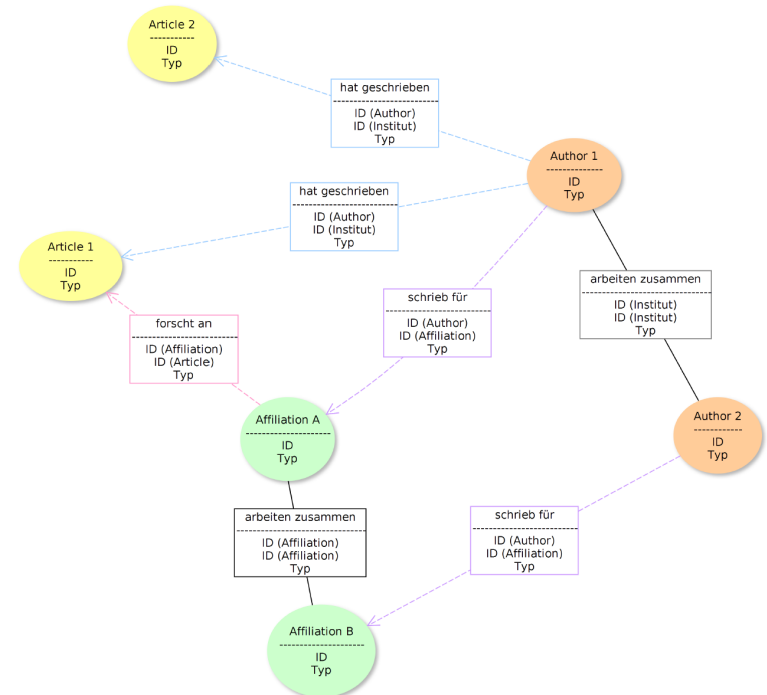 Article 2
-----------
ID
Typ
hat geschrieben
---------------------
ID (Author)
ID (Institut)
Typ
Author 1
--------------
ID
Typ
hat geschrieben
---------------------
ID (Author)
ID (Institut)
Typ
Article 1
-----------
ID
Typ
arbeiten zusammen
--------------------------
ID (Institut)
ID (Institut)
Typ
schrieb für
---------------------
ID (Author)
ID (Affiliation)
Typ
forscht an
---------------------
ID (Affiliation)
ID (Article)
Typ
Affiliation A
---------------------
ID
Typ
Author 2
--------------
ID
Typ
arbeiten zusammen
--------------------------
ID (Affiliation)
ID (Affiliation)
Typ
schrieb für
---------------------
ID (Author)
ID (Affiliation)
Typ
Affiliation B
---------------------
ID
Typ